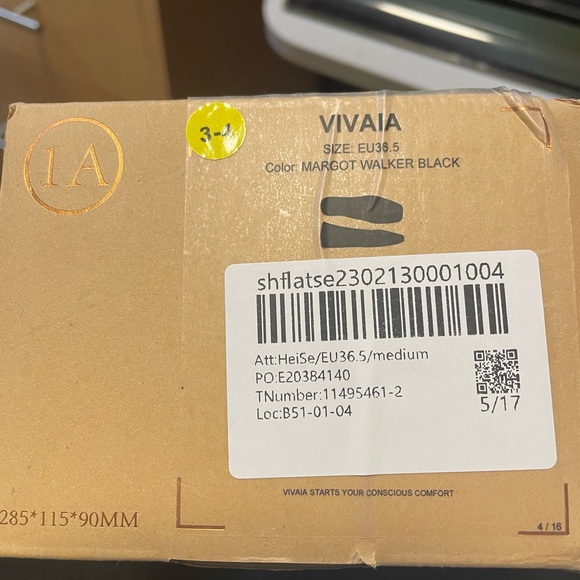 1A
3-4
VIVAIA
SIZE: EU36.5
Color: MARGOT WALKER BLACK
shflatse2302130001004
Att:HeiSe/EU36.5/medium
PO:E20384140
TNumber:11495461-2
Loc:B51-01-04
5/17
VIVAIA STARTS YOUR CONSCIOUS COMFORT
285*115*90MM
4 / 16